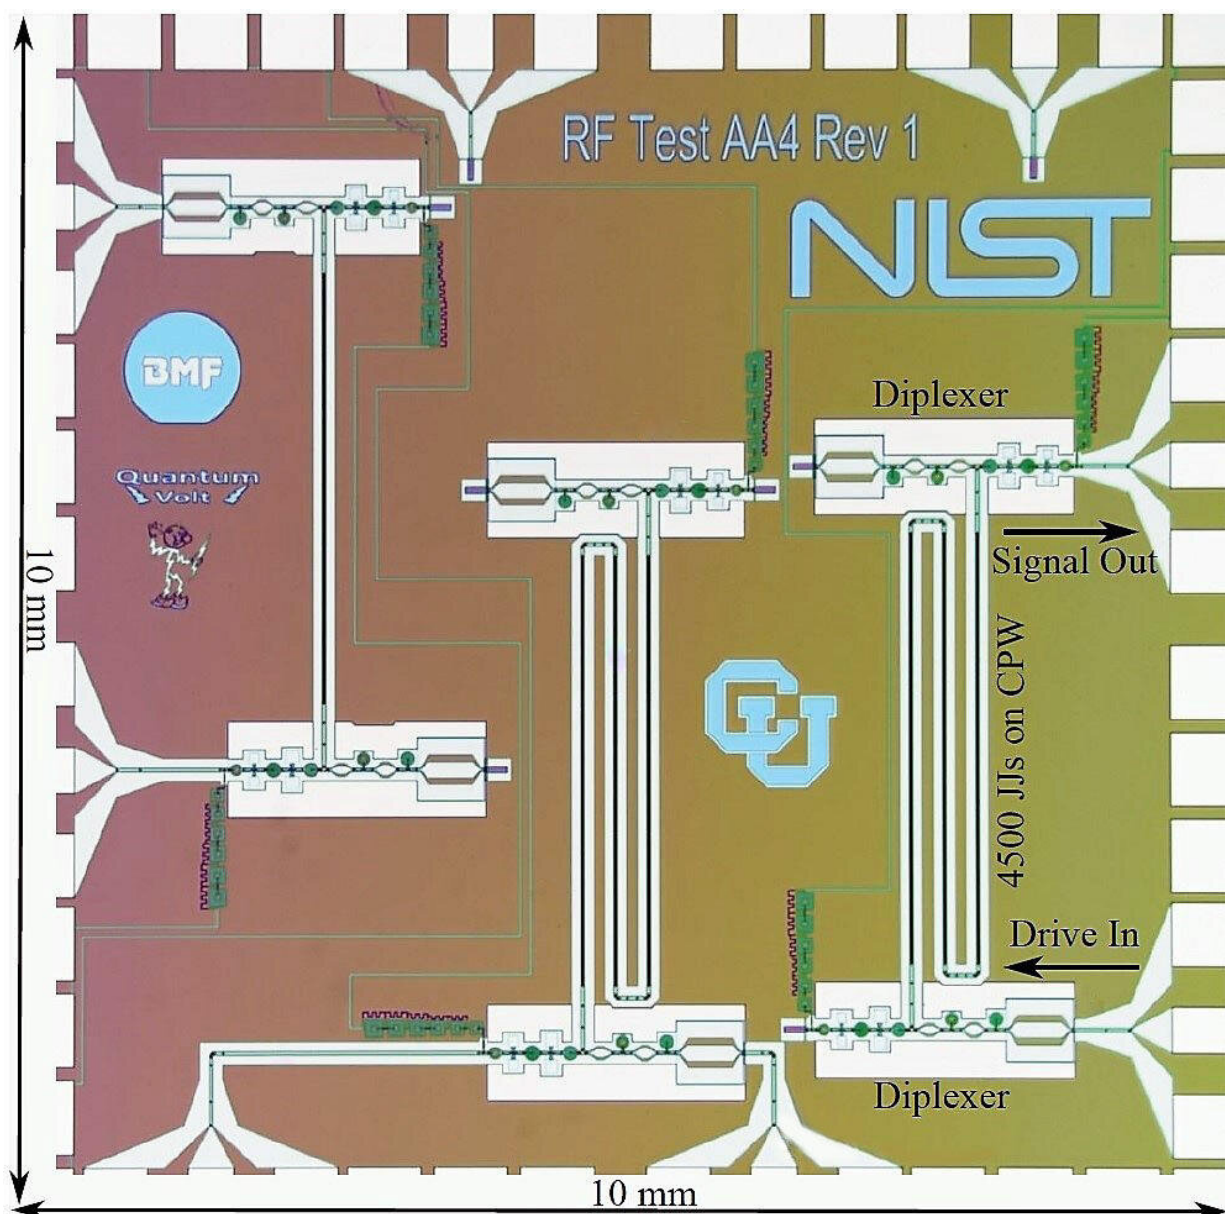 RF Test AA4 Rev 1
NIST
BMF
Diplexer
Quantum
Volt
Signal Out
10 mm
4500 JJs on CPW
CU
Drive In
Diplexer
10 mm